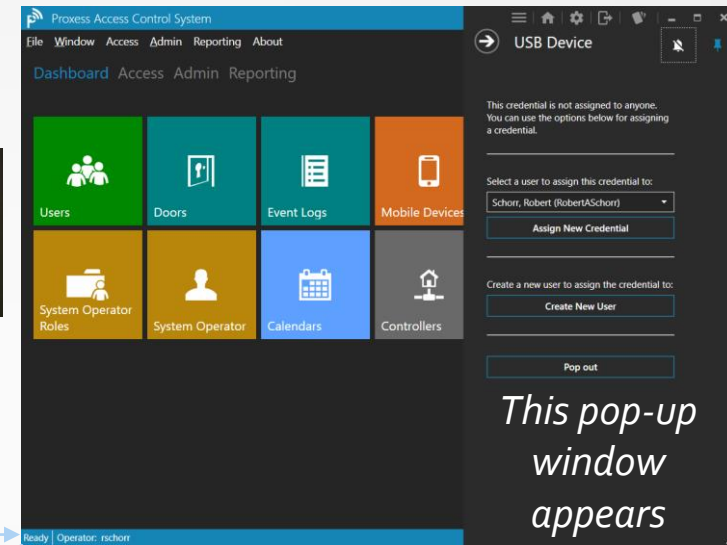 Proxess Access Control System
File Window Access Admin Reporting About
Dashboard Access Admin Reporting
Users
Doors
Event Logs
Mobile Devices
System Operator
Roles
System Operator
Calendars
Controllers
Ready Operator: rschorr
USB Device
This credential is not assigned to anyone.
You can use the options below for assigning
a credential.
Select a user to assign this credential to:
Schorr, Robert (RobertASchorr)
Assign New Credential
Create a new user to assign the credential to:
Create New User
Pop out
This pop-up
window
appears